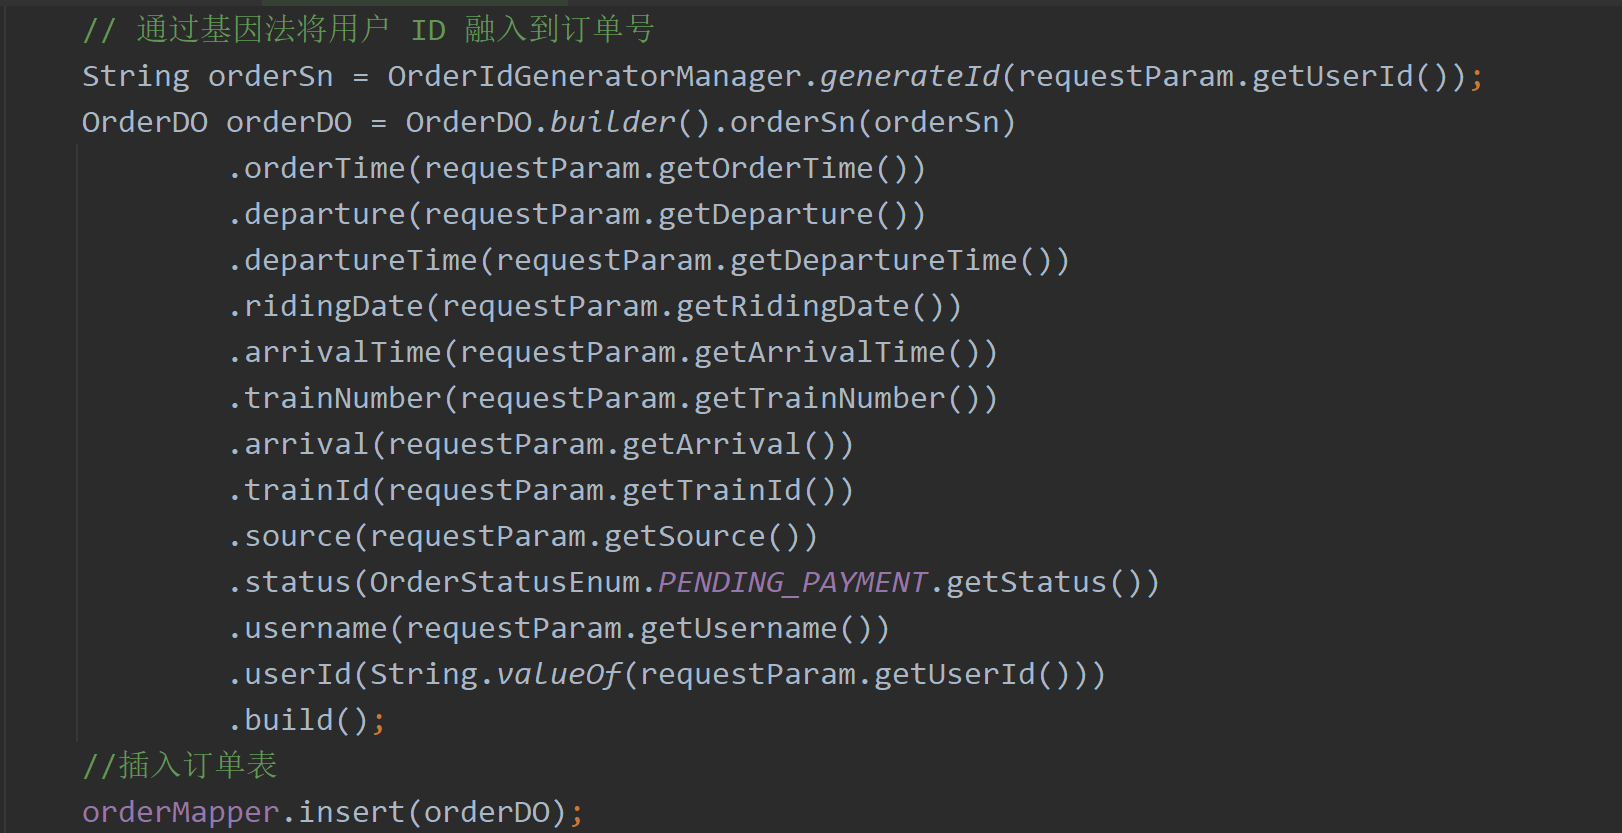 // 通过基因法将用户 ID 融入到订单号
String orderSn = OrderIdGeneratorManager.generateId(requestParam.getUserId());
OrderDO orderDO = OrderDO.builder().orderSn(orderSn)
.orderTime(requestParam.getOrderTime())
.departure(requestParam.getDeparture())
.departureTime(requestParam.getDepartureTime())
.ridingDate(requestParam.getRidingDate())
.arrivalTime(requestParam.getArrivalTime())
.trainNumber(requestParam.getTrainNumber())
.arrival(requestParam.getArrival())
.trainId(requestParam.getTrainId())
.source(requestParam.getSource())
.status(OrderStatusEnum.PENDING_PAYMENT.getStatus())
.username(requestParam.getUsername())
.userId(String.valueOf(requestParam.getUserId()))
.build();
//插入订单表
orderMapper.insert(orderDO);